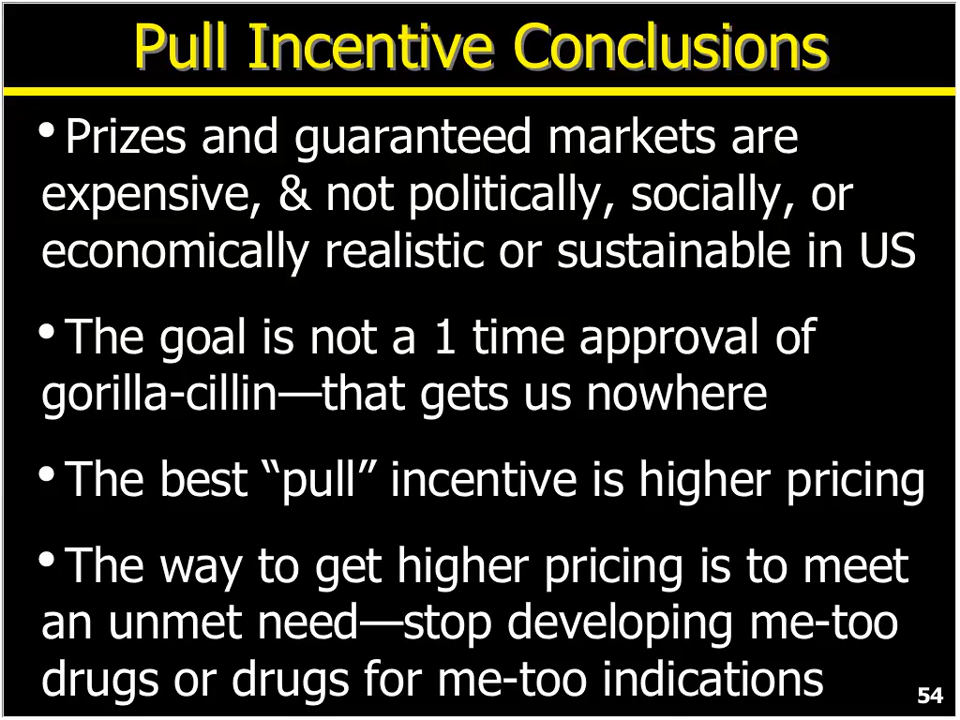 Pull Incentive Conclusions
•Prizes and guaranteed markets are
expensive, & not politically, socially, or
economically realistic or sustainable in US
•The goal is not a 1 time approval of
gorilla-cillin—that gets us nowhere
•The best “pull” incentive is higher pricing
•The way to get higher pricing is to meet
an unmet need—stop developing me-too
drugs or drugs for me-too indications
54